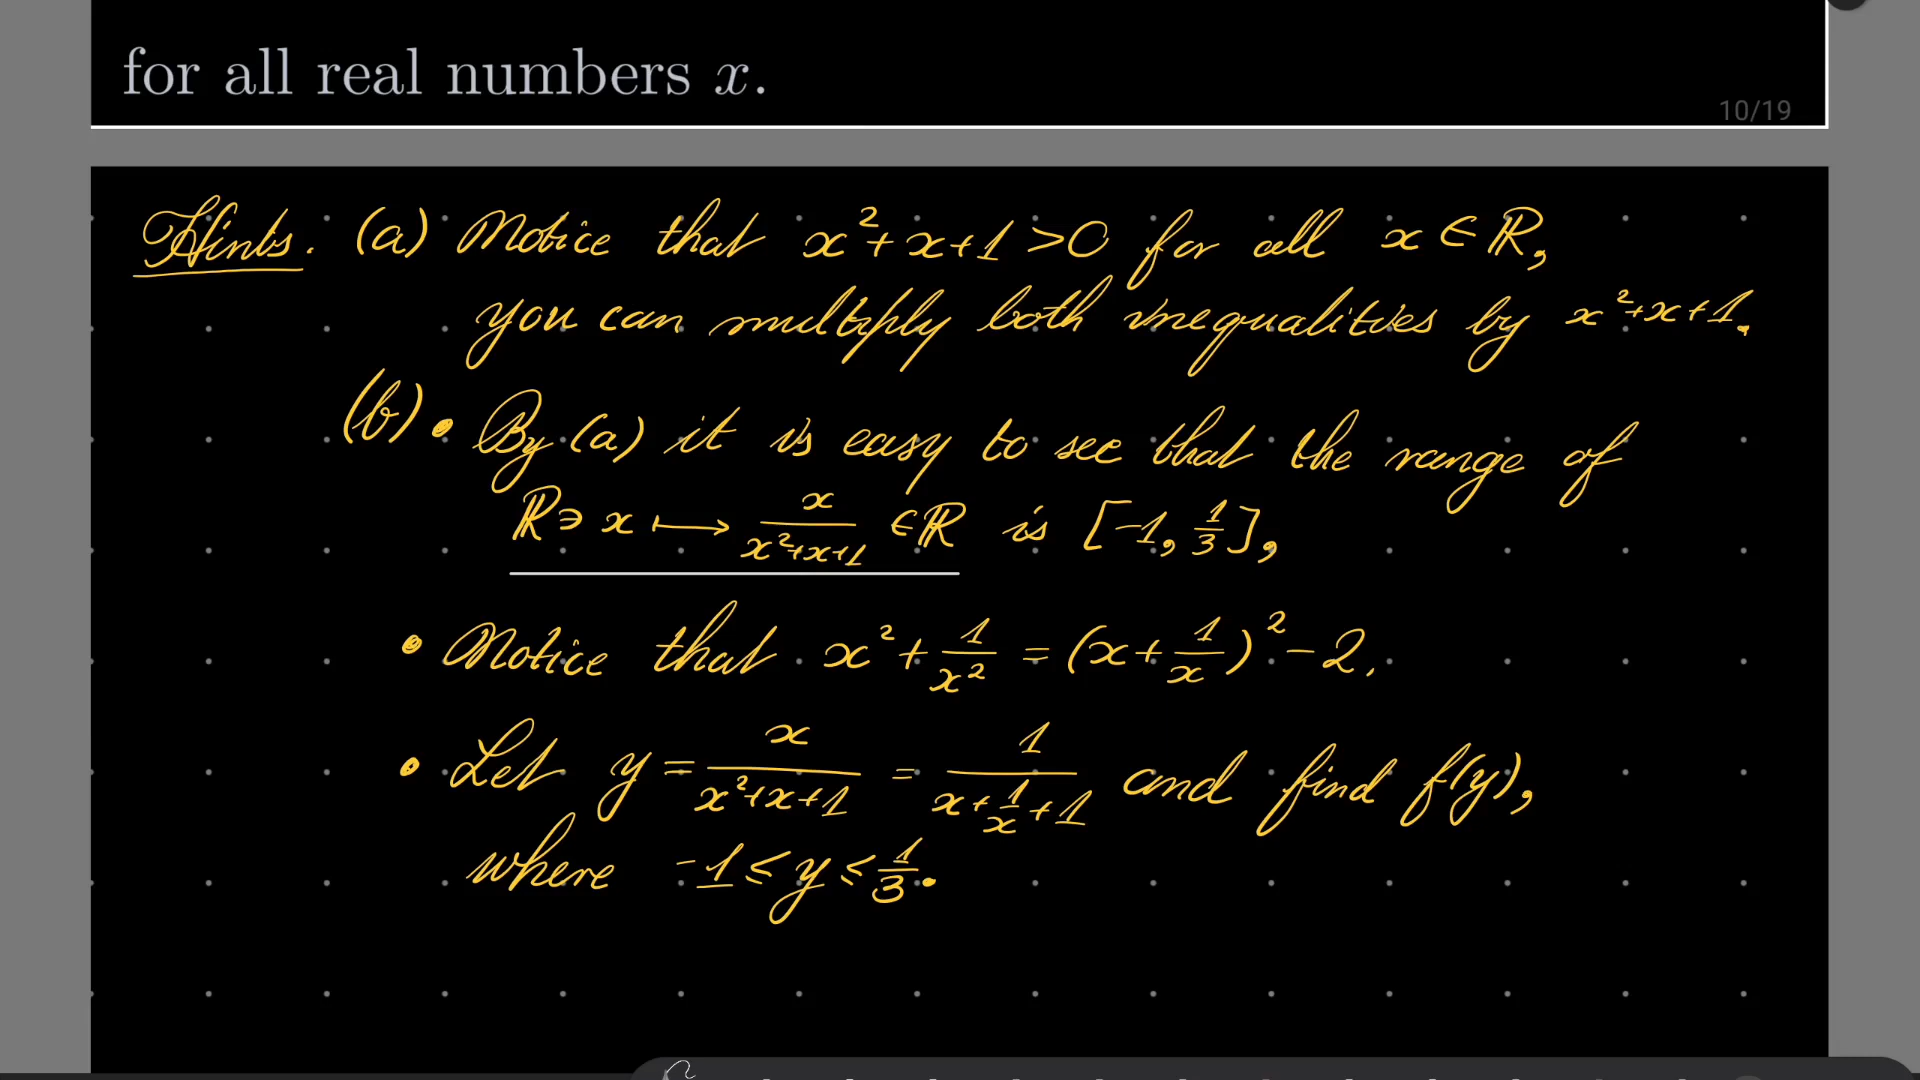 for all real numbers x.
10/19
Hints: (a) Notice that x²+x+1>0 for all x∈ℝ,
you can multiply both inequalities by x²+x+1.
(b) • By (a) it is easy to see that the range of
ℝ∋x ⟼ x/(x²+x+1) ∈ℝ is [-1, 1/3],
• Notice that x²+1/x² = (x+1/x)²-2,
• Let y = x/(x²+x+1) = 1/(x+1/x+1) and find f(y),
where -1≤y≤1/3.